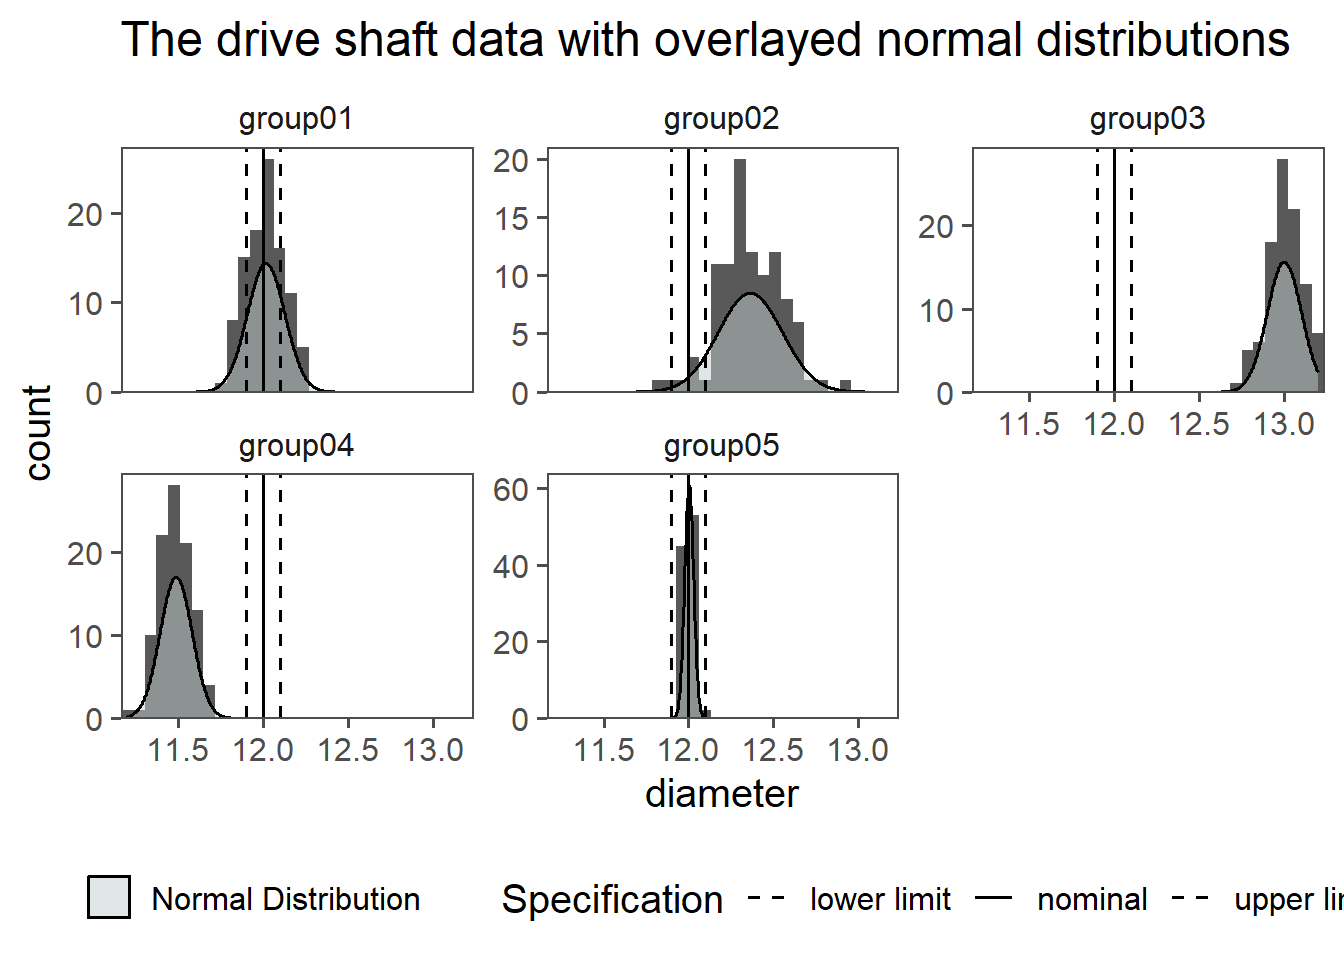 The drive shaft data with overlayed normal distributions
group01
group02
group03
20
10
0
20
15
10
5
0
20
10
0
11.5 12.0 12.5 13.0
count
group04
group05
20
10
0
11.5 12.0 12.5 13.0
60
40
20
0
11.5 12.0 12.5 13.0
diameter
Normal Distribution
Specification
lower limit
nominal
upper